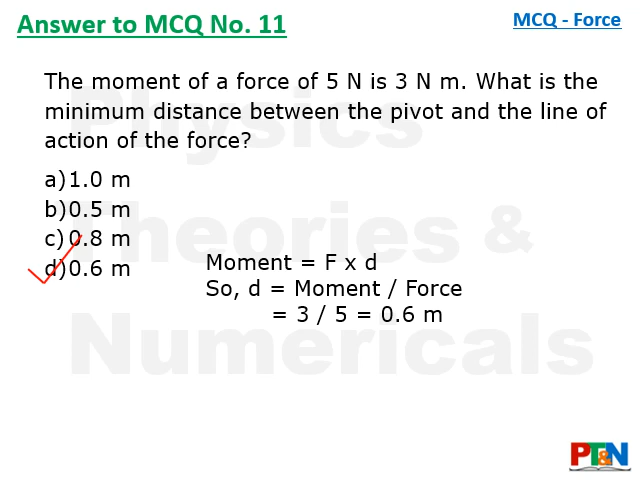 Answer to MCQ No. 11
MCQ - Force
The moment of a force of 5 N is 3 N m. What is the
minimum distance between the pivot and the line of
action of the force?
a)1.0 m
b)0.5 m
c)0.8 m
d)0.6 m
Moment = F x d
So, d = Moment / Force
= 3 / 5 = 0.6 m
Physics
Theories &
Numericals
PT&N